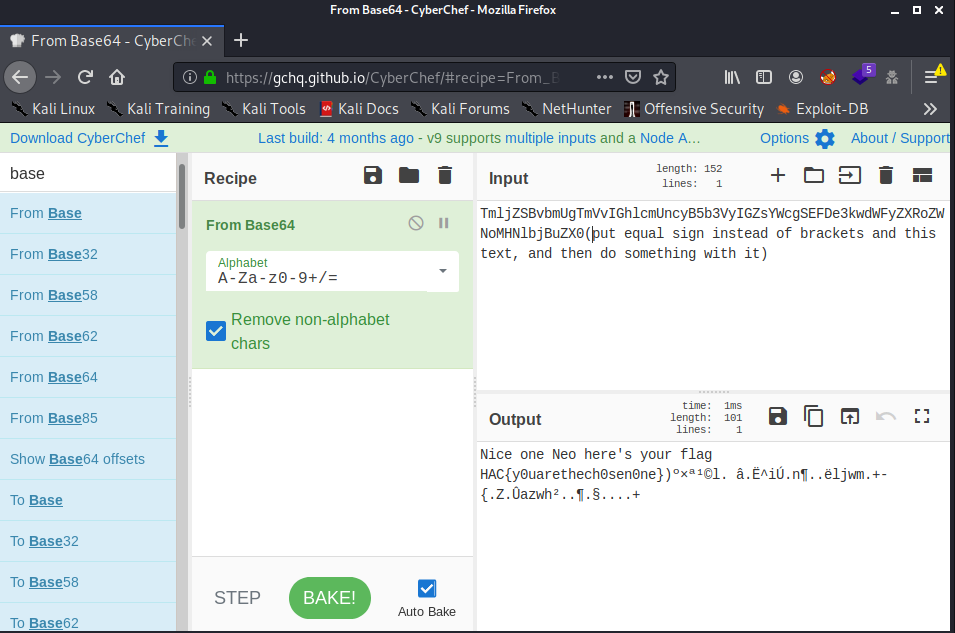 From Base64 - CyberChef - Mozilla Firefox
From Base64 - CyberChe
https://gchq.github.io/CyberChef/#recipe=From_B
5
Kali Linux Kali Training Kali Tools Kali Docs Kali Forums NetHunter Offensive Security Exploit-DB
Download CyberChef Last build: 4 months ago - v9 supports multiple inputs and a Node A... Options About / Support
base
From Base
From Base32
From Base58
From Base62
From Base64
From Base85
Show Base64 offsets
To Base
To Base32
To Base58
To Base62
Recipe
From Base64
Alphabet
A-Za-z0-9+/=
Remove non-alphabet
chars
STEP
BAKE!
Auto Bake
Input
length: 152
lines: 1
TmljZSBvbmUgTmVvIGhlcmUncyB5b3VyIGZsYWcgSEFDe3kwdWFyZXRoZW
NoMHNlbjBuZX0(put equal sign instead of brackets and this
text, and then do something with it)
Output
time: 1ms
length: 101
lines: 1
Nice one Neo here's your flag
HAC{y0uarethech0sen0ne})º×ª¹©l. â.Ë^iÚ.n¶..ëljwm.+-
{.Z.Ûazwh²..¶.§....+